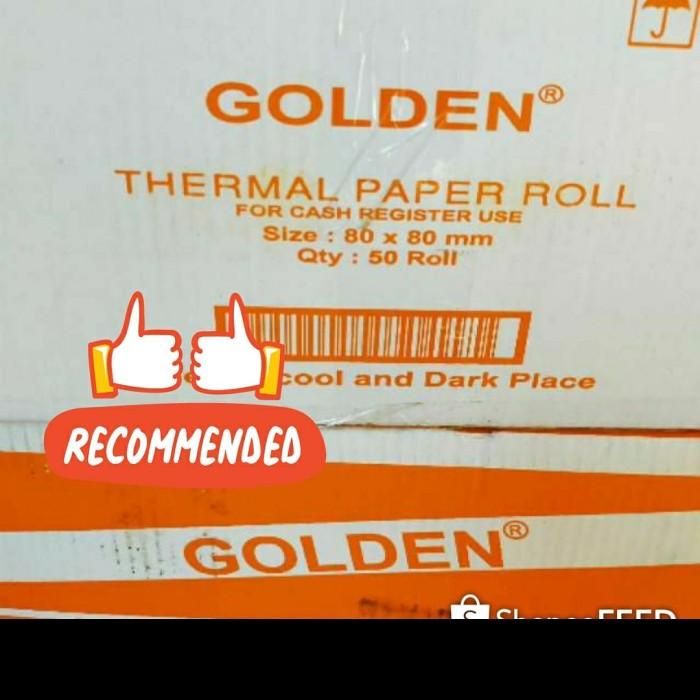 GOLDEN®
THERMAL PAPER ROLL
FOR CASH REGISTER USE
Size : 80 x 80 mm
Qty : 50 Roll
cool and Dark Place
RECOMMENDED
GOLDEN®